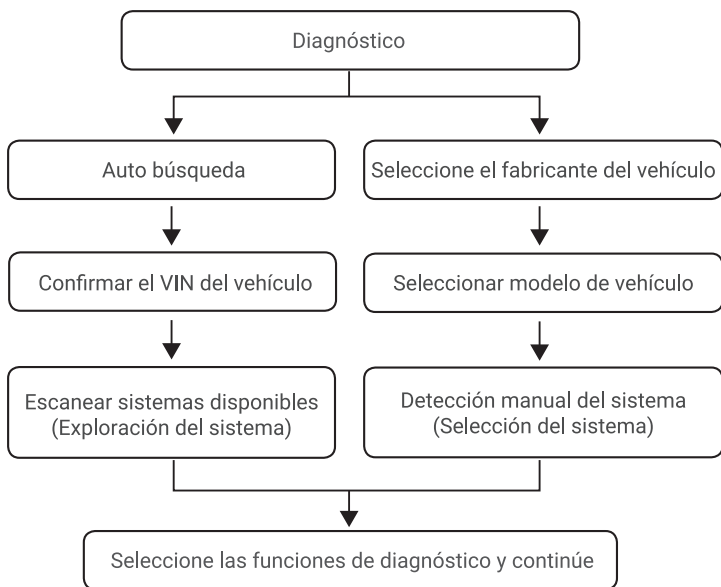 Diagnóstico
Auto búsqueda
Seleccione el fabricante del vehículo
Confirmar el VIN del vehículo
Seleccionar modelo de vehículo
Escanear sistemas disponibles
(Exploración del sistema)
Detección manual del sistema
(Selección del sistema)
Seleccione las funciones de diagnóstico y continúe